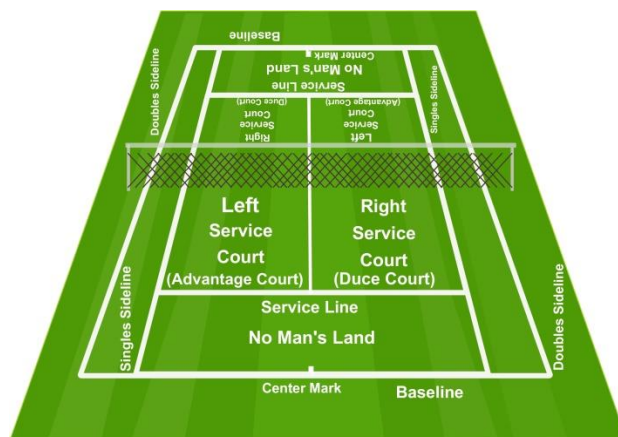 Baseline
Center Mark
No Man's Land
Service Line
Doubles Sideline
Singles Sideline
Right
Service
Court
(Duce Court)
Left
Service
Court
(Advantage Court)
Left
Service
Court
(Advantage Court)
Right
Service
Court
(Duce Court)
Singles Sideline
Service Line
No Man's Land
Doubles Sideline
Center Mark
Baseline